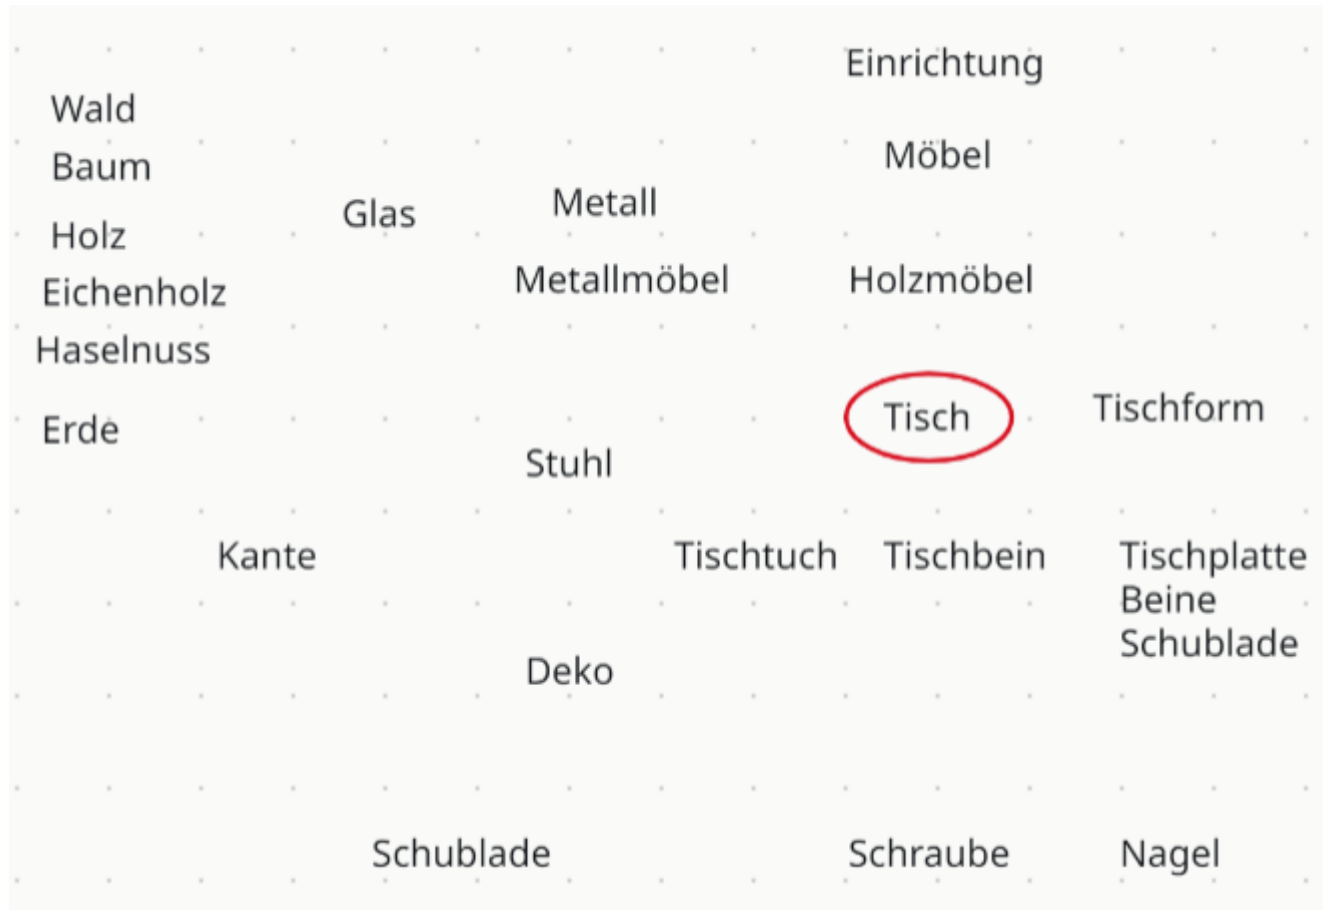 Einrichtung
Wald
Möbel
Baum
Metall
Glas
Holz
Metallmöbel
Holzmöbel
Eichenholz
Haselnuss
Tischform
Tisch
Erde
Stuhl
Kante
Tischtuch
Tischbein
Tischplatte
Beine
Schublade
Deko
Schublade
Schraube
Nagel